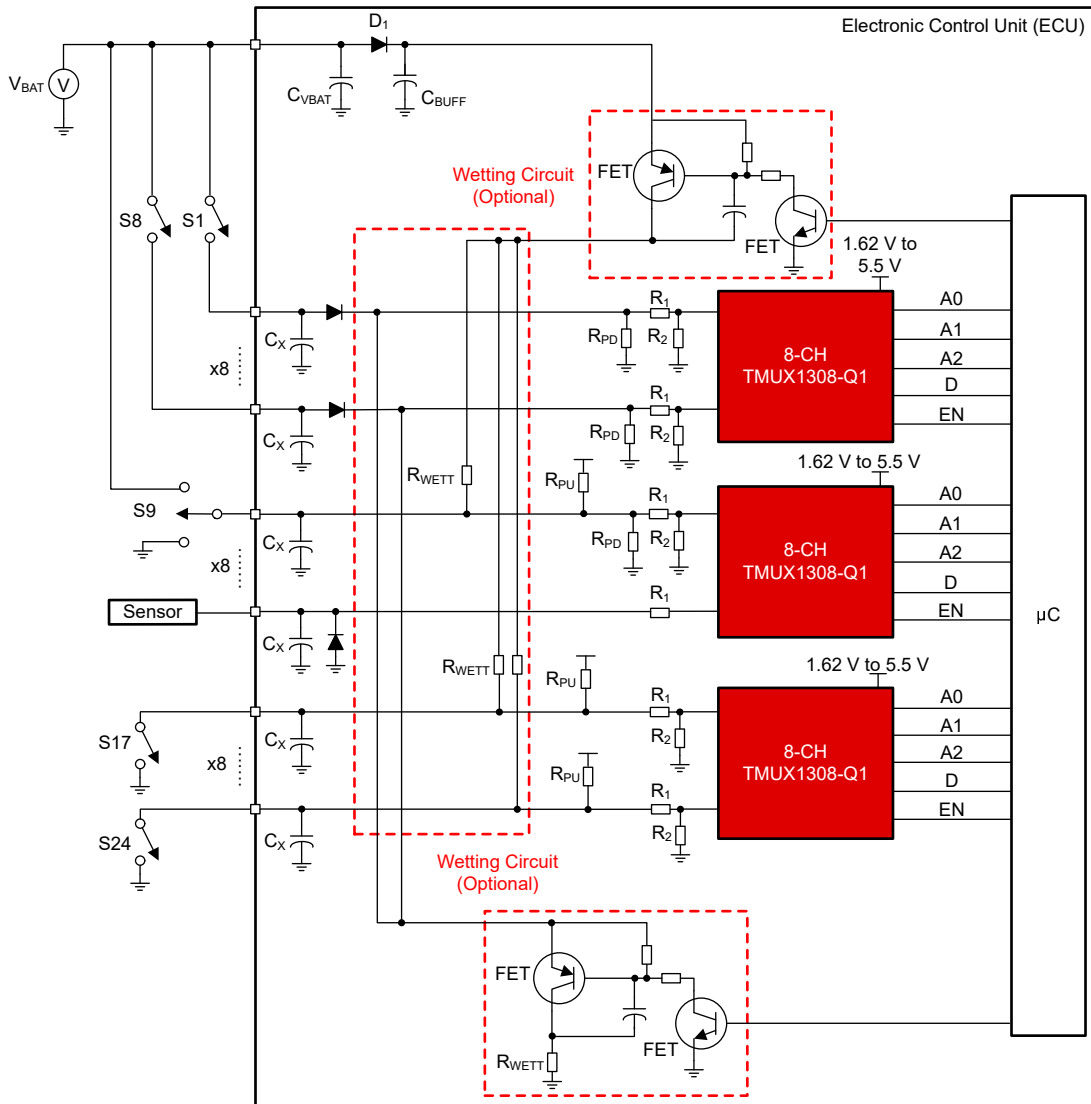 Electronic Control Unit (ECU)
D1
VBAT
V
CVBAT
CBUFF
Wetting Circuit
(Optional)
FET
FET
S8
S1
1.62 V to
5.5 V
CX
x8
CX
RPD
R1
R2
RPD
R1
R2
8-CH
TMUX1308-Q1
A0
A1
A2
D
EN
1.62 V to 5.5 V
RWETT
RPU
S9
CX
x8
RPD
R1
R2
8-CH
TMUX1308-Q1
A0
A1
A2
D
EN
Sensor
CX
R1
µC
1.62 V to 5.5 V
RWETT
RPU
S17
CX
x8
R1
R2
8-CH
TMUX1308-Q1
A0
A1
A2
D
EN
RPU
S24
CX
R1
R2
Wetting Circuit
(Optional)
FET
FET
RWETT